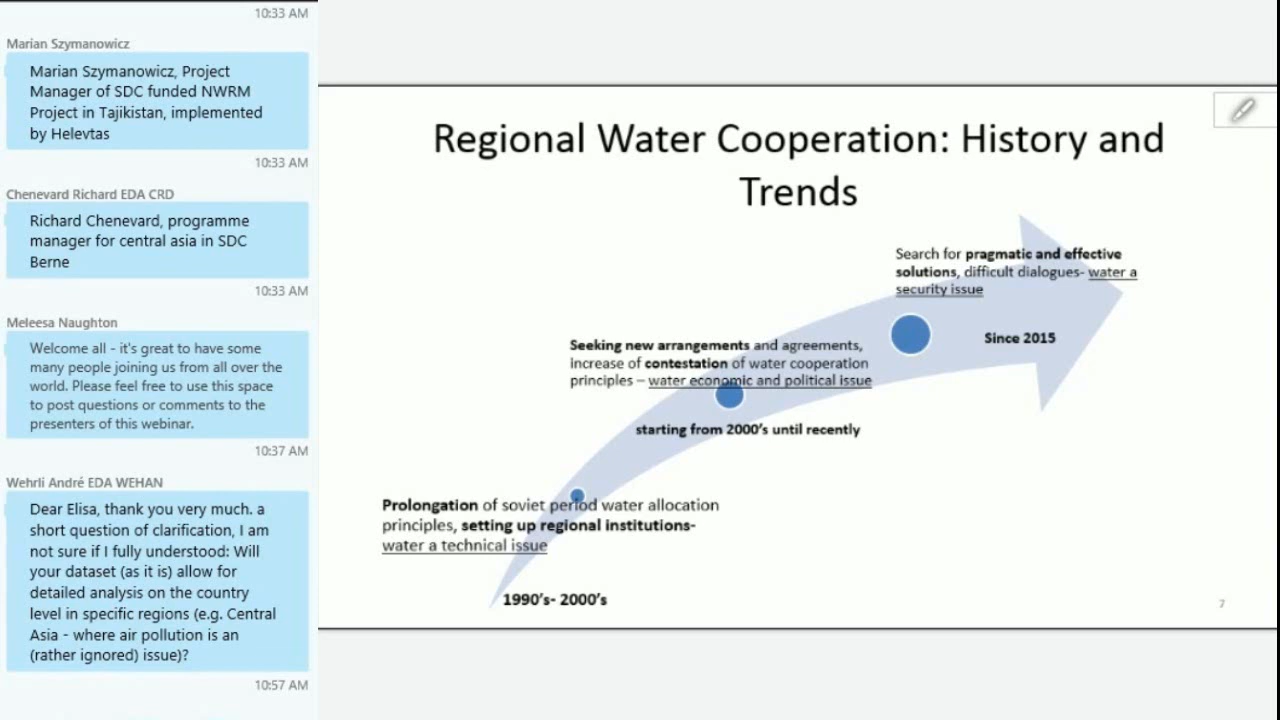 10:33 AM
Marian Szymanowicz
Marian Szymanowicz, Project
Manager of SDC funded NWRM
Project in Tajikistan, implemented
by Helevtas
10:33 AM
Chenevard Richard EDA CRD
Richard Chenevard, programme
manager for central asia in SDC
Berne
10:33 AM
Meleesa Naughton
Welcome all - it's great to have some
many people joining us from all over the
world. Please feel free to use this space
to post questions or comments to the
presenters of this webinar.
10:37 AM
Wehrli André EDA WEHAN
Dear Elisa, thank you very much. a
short question of clarification, I am
not sure if I fully understood: Will
your dataset (as it is) allow for
detailed analysis on the country
level in specific regions (e.g. Central
Asia - where air pollution is an
(rather ignored) issue)?
10:57 AM
Regional Water Cooperation: History and
Trends
Search for pragmatic and effective
solutions, difficult dialogues- water a
security issue
Since 2015
Seeking new arrangements and agreements,
increase of contestation of water cooperation
principles – water economic and political issue
starting from 2000's until recently
Prolongation of soviet period water allocation
principles, setting up regional institutions-
water a technical issue
1990's- 2000's
7